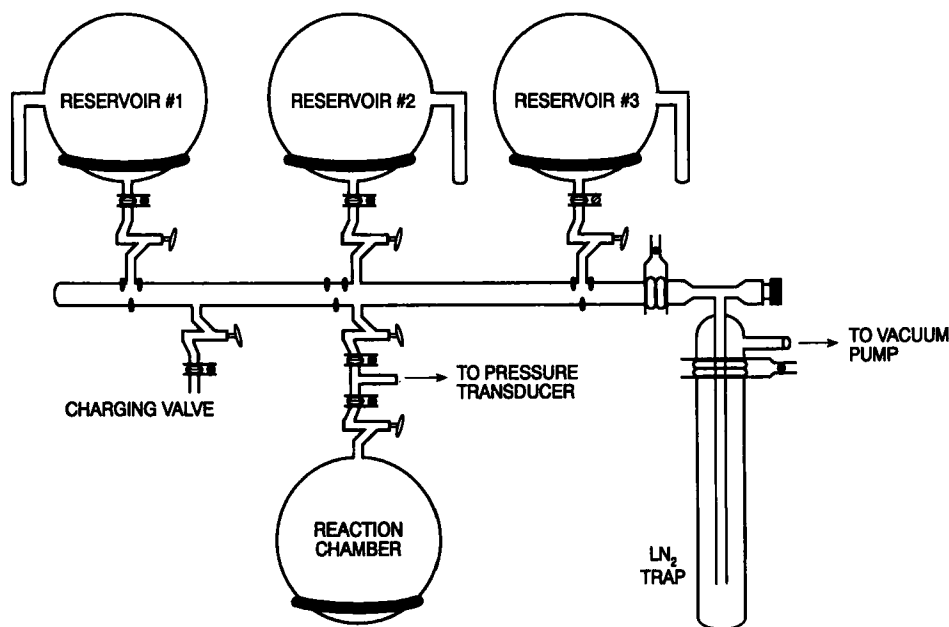 RESERVOIR #1
RESERVOIR #2
RESERVOIR #3
TO VACUUM
PUMP
TO PRESSURE
TRANSDUCER
CHARGING VALVE
REACTION
CHAMBER
LN₂
TRAP